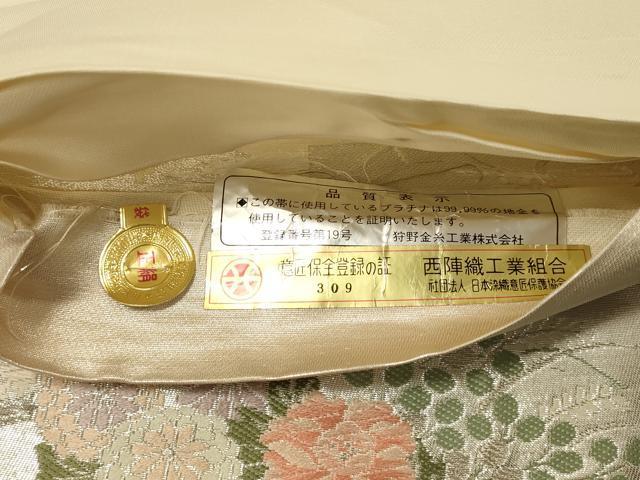 品質表示
◆この帯に使用しているプラチナは99.99%の地金を
使用していることを証明いたします。
登録番号第19号 狩野金糸工業株式会社
意匠保全登録の証 西陣織工業組合
309 社団法人 日本染織意匠保護協会
袋
正絹